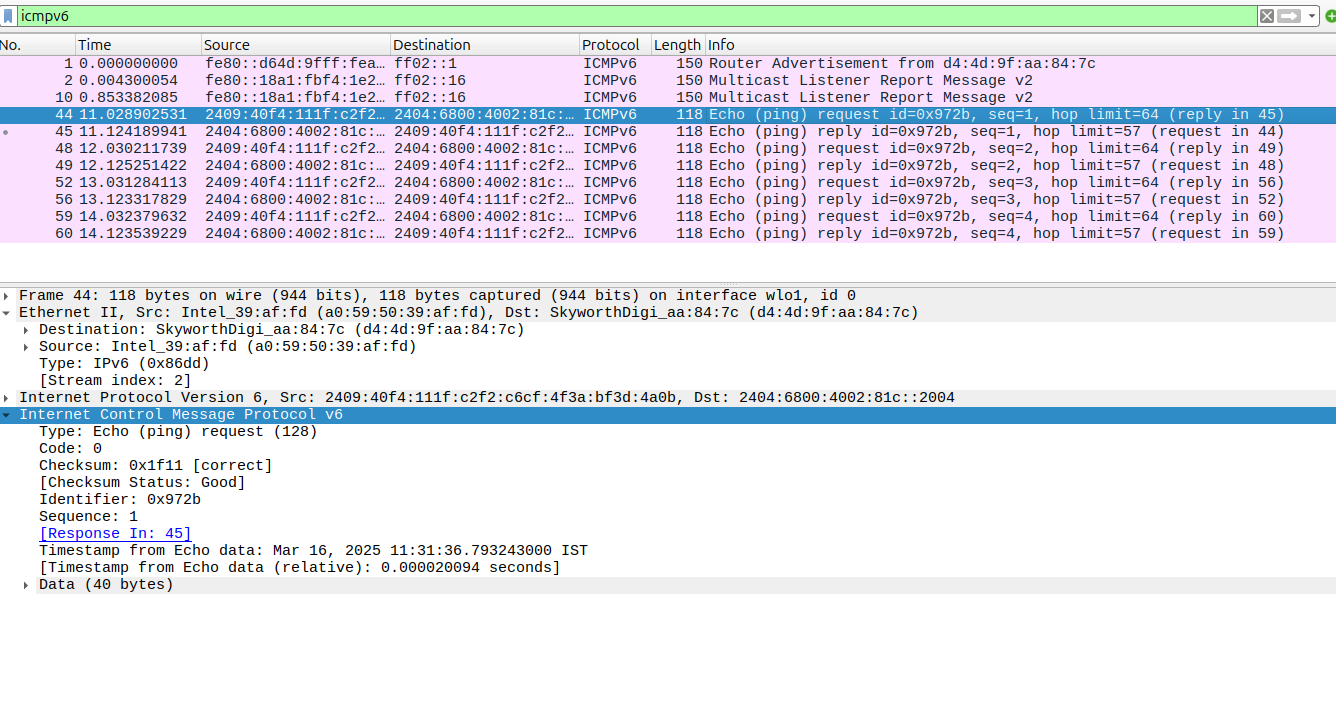 icmpv6
No. Time Source Destination Protocol Length Info
1 0.000000000 fe80::d64d:9fff:fea… ff02::1 ICMPv6 150 Router Advertisement from d4:4d:9f:aa:84:7c
2 0.004300054 fe80::18a1:fbf4:1e2… ff02::16 ICMPv6 150 Multicast Listener Report Message v2
10 0.853382085 fe80::18a1:fbf4:1e2… ff02::16 ICMPv6 150 Multicast Listener Report Message v2
44 11.028902531 2409:40f4:111f:c2f2… 2404:6800:4002:81c:… ICMPv6 118 Echo (ping) request id=0x972b, seq=1, hop limit=64 (reply in 45)
45 11.124189941 2404:6800:4002:81c:… 2409:40f4:111f:c2f2… ICMPv6 118 Echo (ping) reply id=0x972b, seq=1, hop limit=57 (request in 44)
48 12.030211739 2409:40f4:111f:c2f2… 2404:6800:4002:81c:… ICMPv6 118 Echo (ping) request id=0x972b, seq=2, hop limit=64 (reply in 49)
49 12.125251422 2404:6800:4002:81c:… 2409:40f4:111f:c2f2… ICMPv6 118 Echo (ping) reply id=0x972b, seq=2, hop limit=57 (request in 48)
52 13.031284113 2409:40f4:111f:c2f2… 2404:6800:4002:81c:… ICMPv6 118 Echo (ping) request id=0x972b, seq=3, hop limit=64 (reply in 56)
56 13.123317829 2404:6800:4002:81c:… 2409:40f4:111f:c2f2… ICMPv6 118 Echo (ping) reply id=0x972b, seq=3, hop limit=57 (request in 52)
59 14.032379632 2409:40f4:111f:c2f2… 2404:6800:4002:81c:… ICMPv6 118 Echo (ping) request id=0x972b, seq=4, hop limit=64 (reply in 60)
60 14.123539229 2404:6800:4002:81c:… 2409:40f4:111f:c2f2… ICMPv6 118 Echo (ping) reply id=0x972b, seq=4, hop limit=57 (request in 59)
Frame 44: 118 bytes on wire (944 bits), 118 bytes captured (944 bits) on interface wlo1, id 0
Ethernet II, Src: Intel_39:af:fd (a0:59:50:39:af:fd), Dst: SkyworthDigi_aa:84:7c (d4:4d:9f:aa:84:7c)
Destination: SkyworthDigi_aa:84:7c (d4:4d:9f:aa:84:7c)
Source: Intel_39:af:fd (a0:59:50:39:af:fd)
Type: IPv6 (0x86dd)
[Stream index: 2]
Internet Protocol Version 6, Src: 2409:40f4:111f:c2f2:c6cf:4f3a:bf3d:4a0b, Dst: 2404:6800:4002:81c::2004
Internet Control Message Protocol v6
Type: Echo (ping) request (128)
Code: 0
Checksum: 0x1f11 [correct]
[Checksum Status: Good]
Identifier: 0x972b
Sequence: 1
[Response In: 45]
Timestamp from Echo data: Mar 16, 2025 11:31:36.793243000 IST
[Timestamp from Echo data (relative): 0.000020094 seconds]
Data (40 bytes)